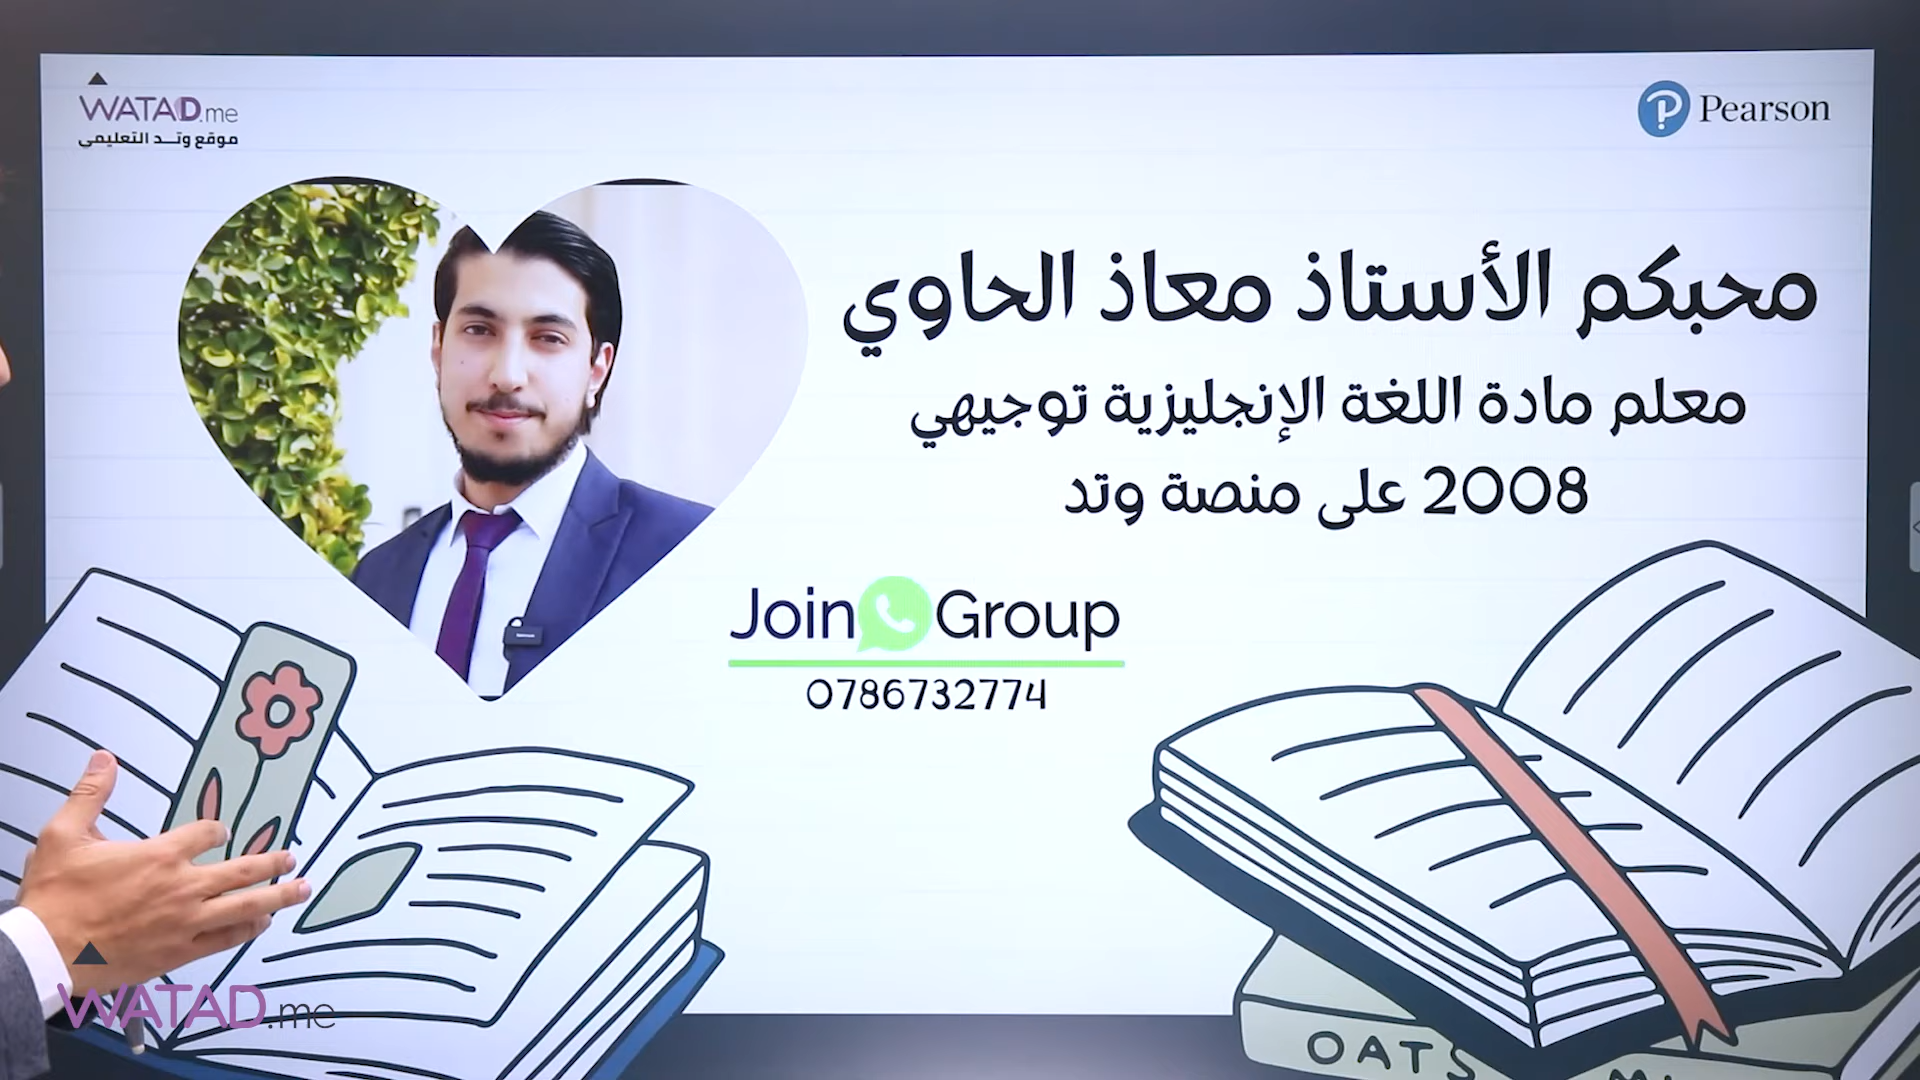 WATAD.me
موقع وتد التعليمي
Pearson
محبكم الأستاذ معاذ الحاوي
معلم مادة اللغة الإنجليزية توجيهي
2008 على منصة وتد
Join Group
0786732774
OATS
WATAD.me